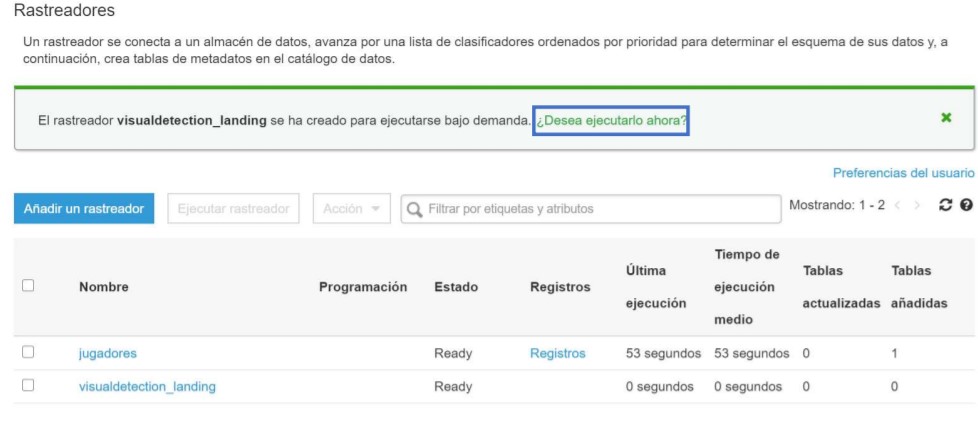 Rastreadores
Un rastreador se conecta a un almacén de datos, avanza por una lista de clasificadores ordenados por prioridad para determinar el esquema de sus datos y, a
continuación, crea tablas de metadatos en el catálogo de datos.
El rastreador visualdetection_landing se ha creado para ejecutarse bajo demanda. ¿Desea ejecutarlo ahora?
Preferencias del usuario
Añadir un rastreador Ejecutar rastreador Acción Filtrar por etiquetas y atributos Mostrando: 1 - 2
Nombre Programación Estado Registros Última ejecución Tiempo de ejecución medio Tablas actualizadas Tablas añadidas
jugadores Ready Registros 53 segundos 53 segundos 0 1
visualdetection_landing Ready 0 segundos 0 segundos 0 0